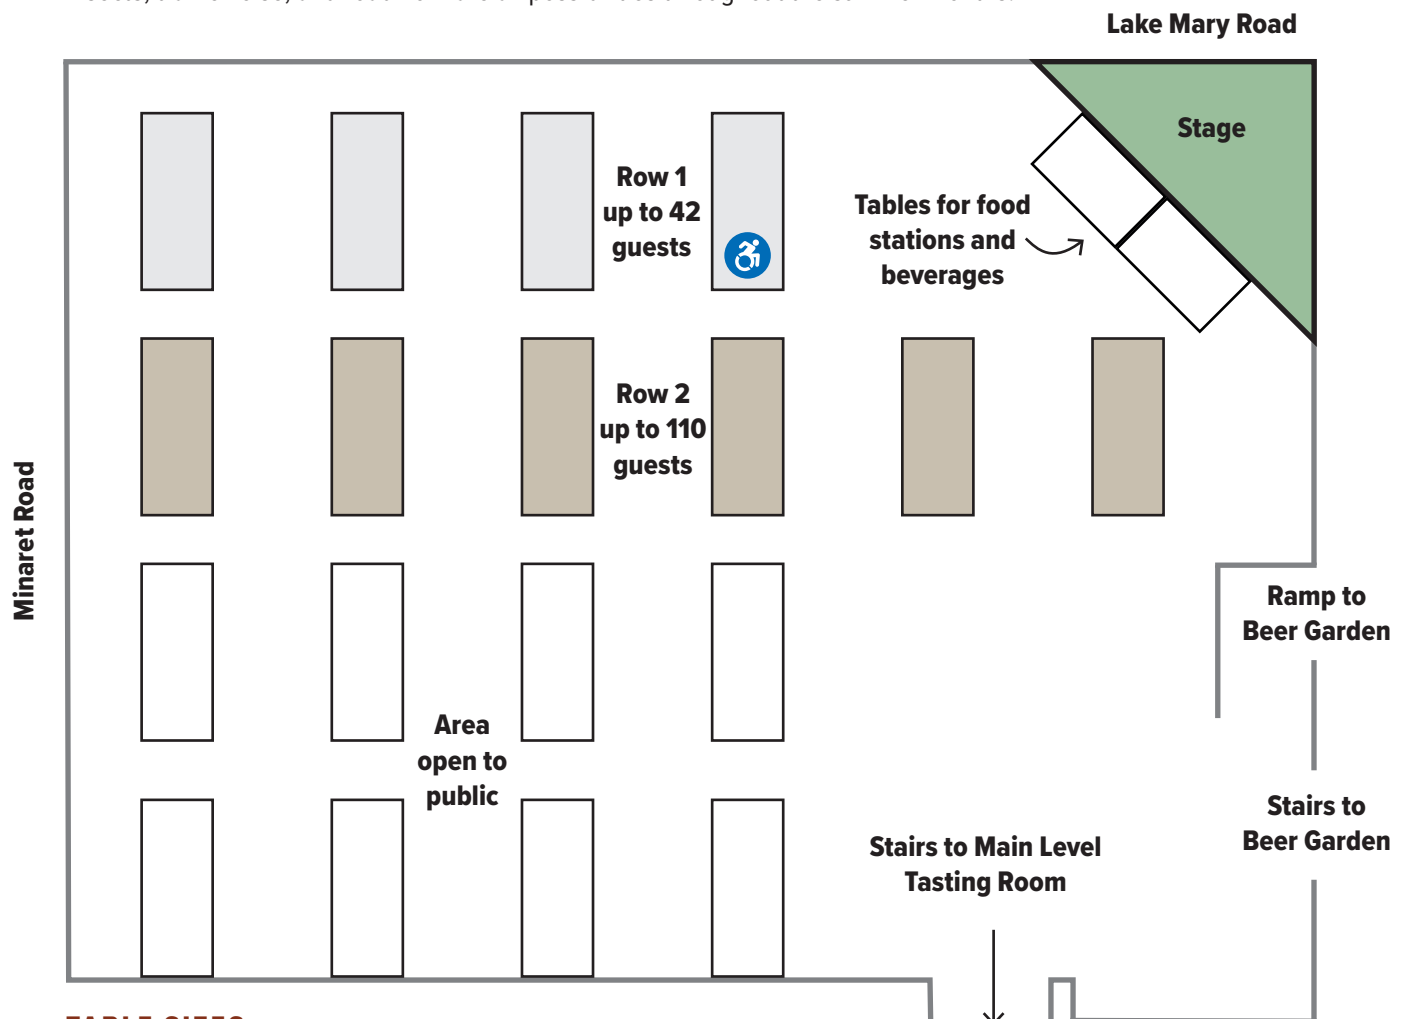 Lake Mary Road
Stage
Row 1
up to 42
guests
Tables for food
stations and
beverages
Row 2
up to 110
guests
Minaret Road
Ramp to
Beer Garden
Area
open to
public
Stairs to
Beer Garden
Stairs to Main Level
Tasting Room
TABLE SIZES